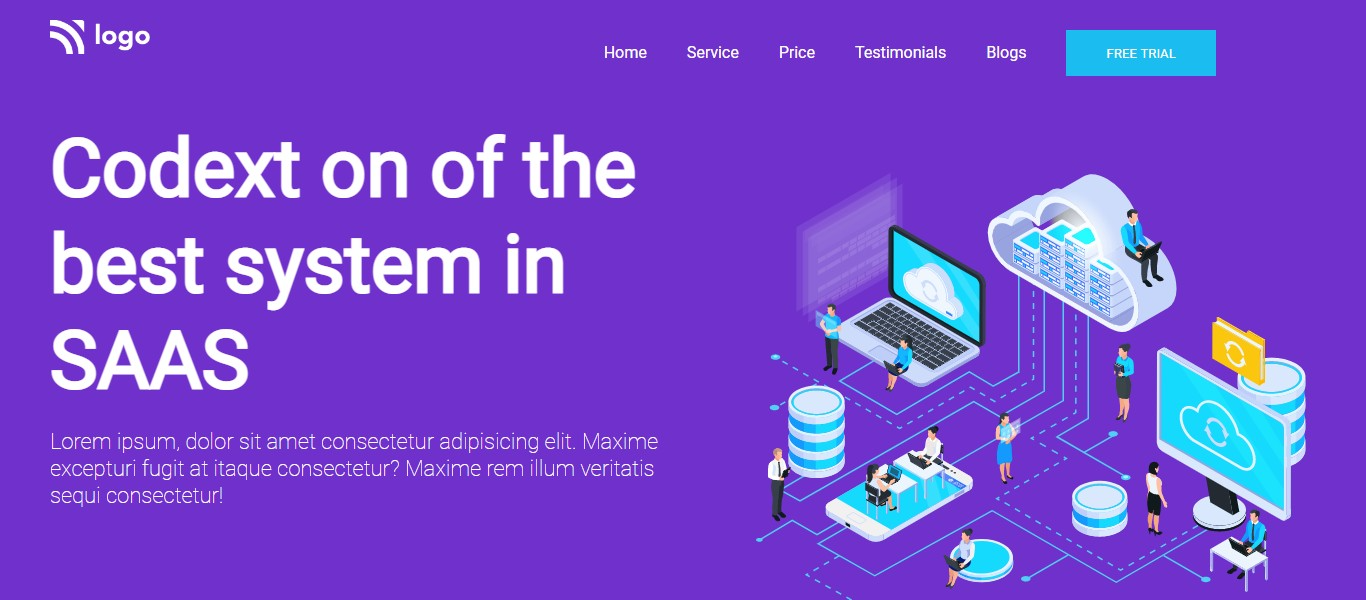 logo
Home Service Price Testimonials Blogs FREE TRIAL
Codext on of the
best system in
SAAS
Lorem ipsum, dolor sit amet consectetur adipisicing elit. Maxime
excepturi fugit at itaque consectetur? Maxime rem illum veritatis
sequi consectetur!